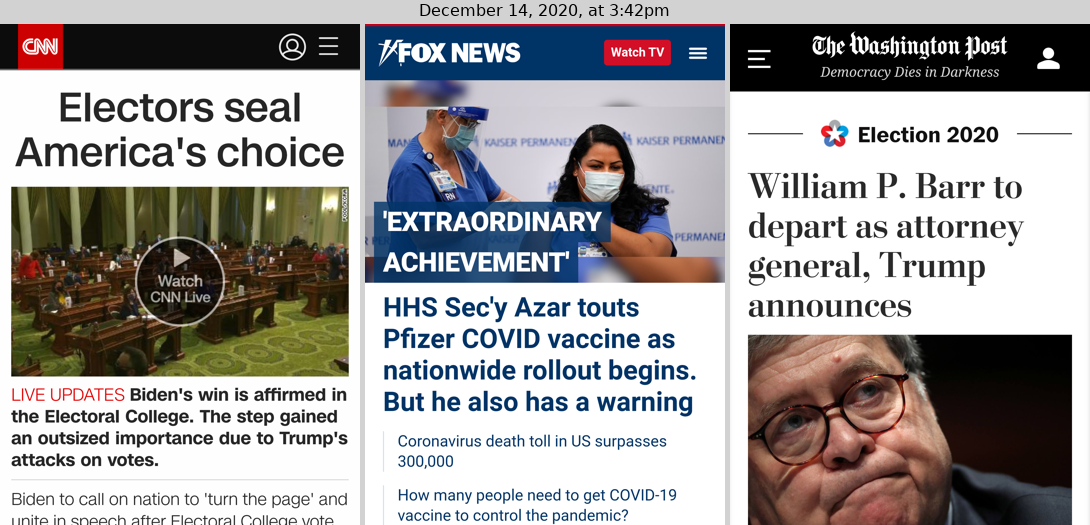 December 14, 2020, at 3:42pm
CNN
Electors seal
America's choice
Watch
CNN Live
LIVE UPDATES Biden's win is affirmed in
the Electoral College. The step gained
an outsized importance due to Trump's
attacks on votes.
Biden to call on nation to 'turn the page' and
unite in speech after Electoral College vote
FOX NEWS
Watch TV
KAISER PERMANENTE
KAISER PERMANEN
RN
'EXTRAORDINARY
ACHIEVEMENT'
HHS Sec'y Azar touts
Pfizer COVID vaccine as
nationwide rollout begins.
But he also has a warning
Coronavirus death toll in US surpasses
300,000
How many people need to get COVID-19
vaccine to control the pandemic?
The Washington Post
Democracy Dies in Darkness
Election 2020
William P. Barr to
depart as attorney
general, Trump
announces